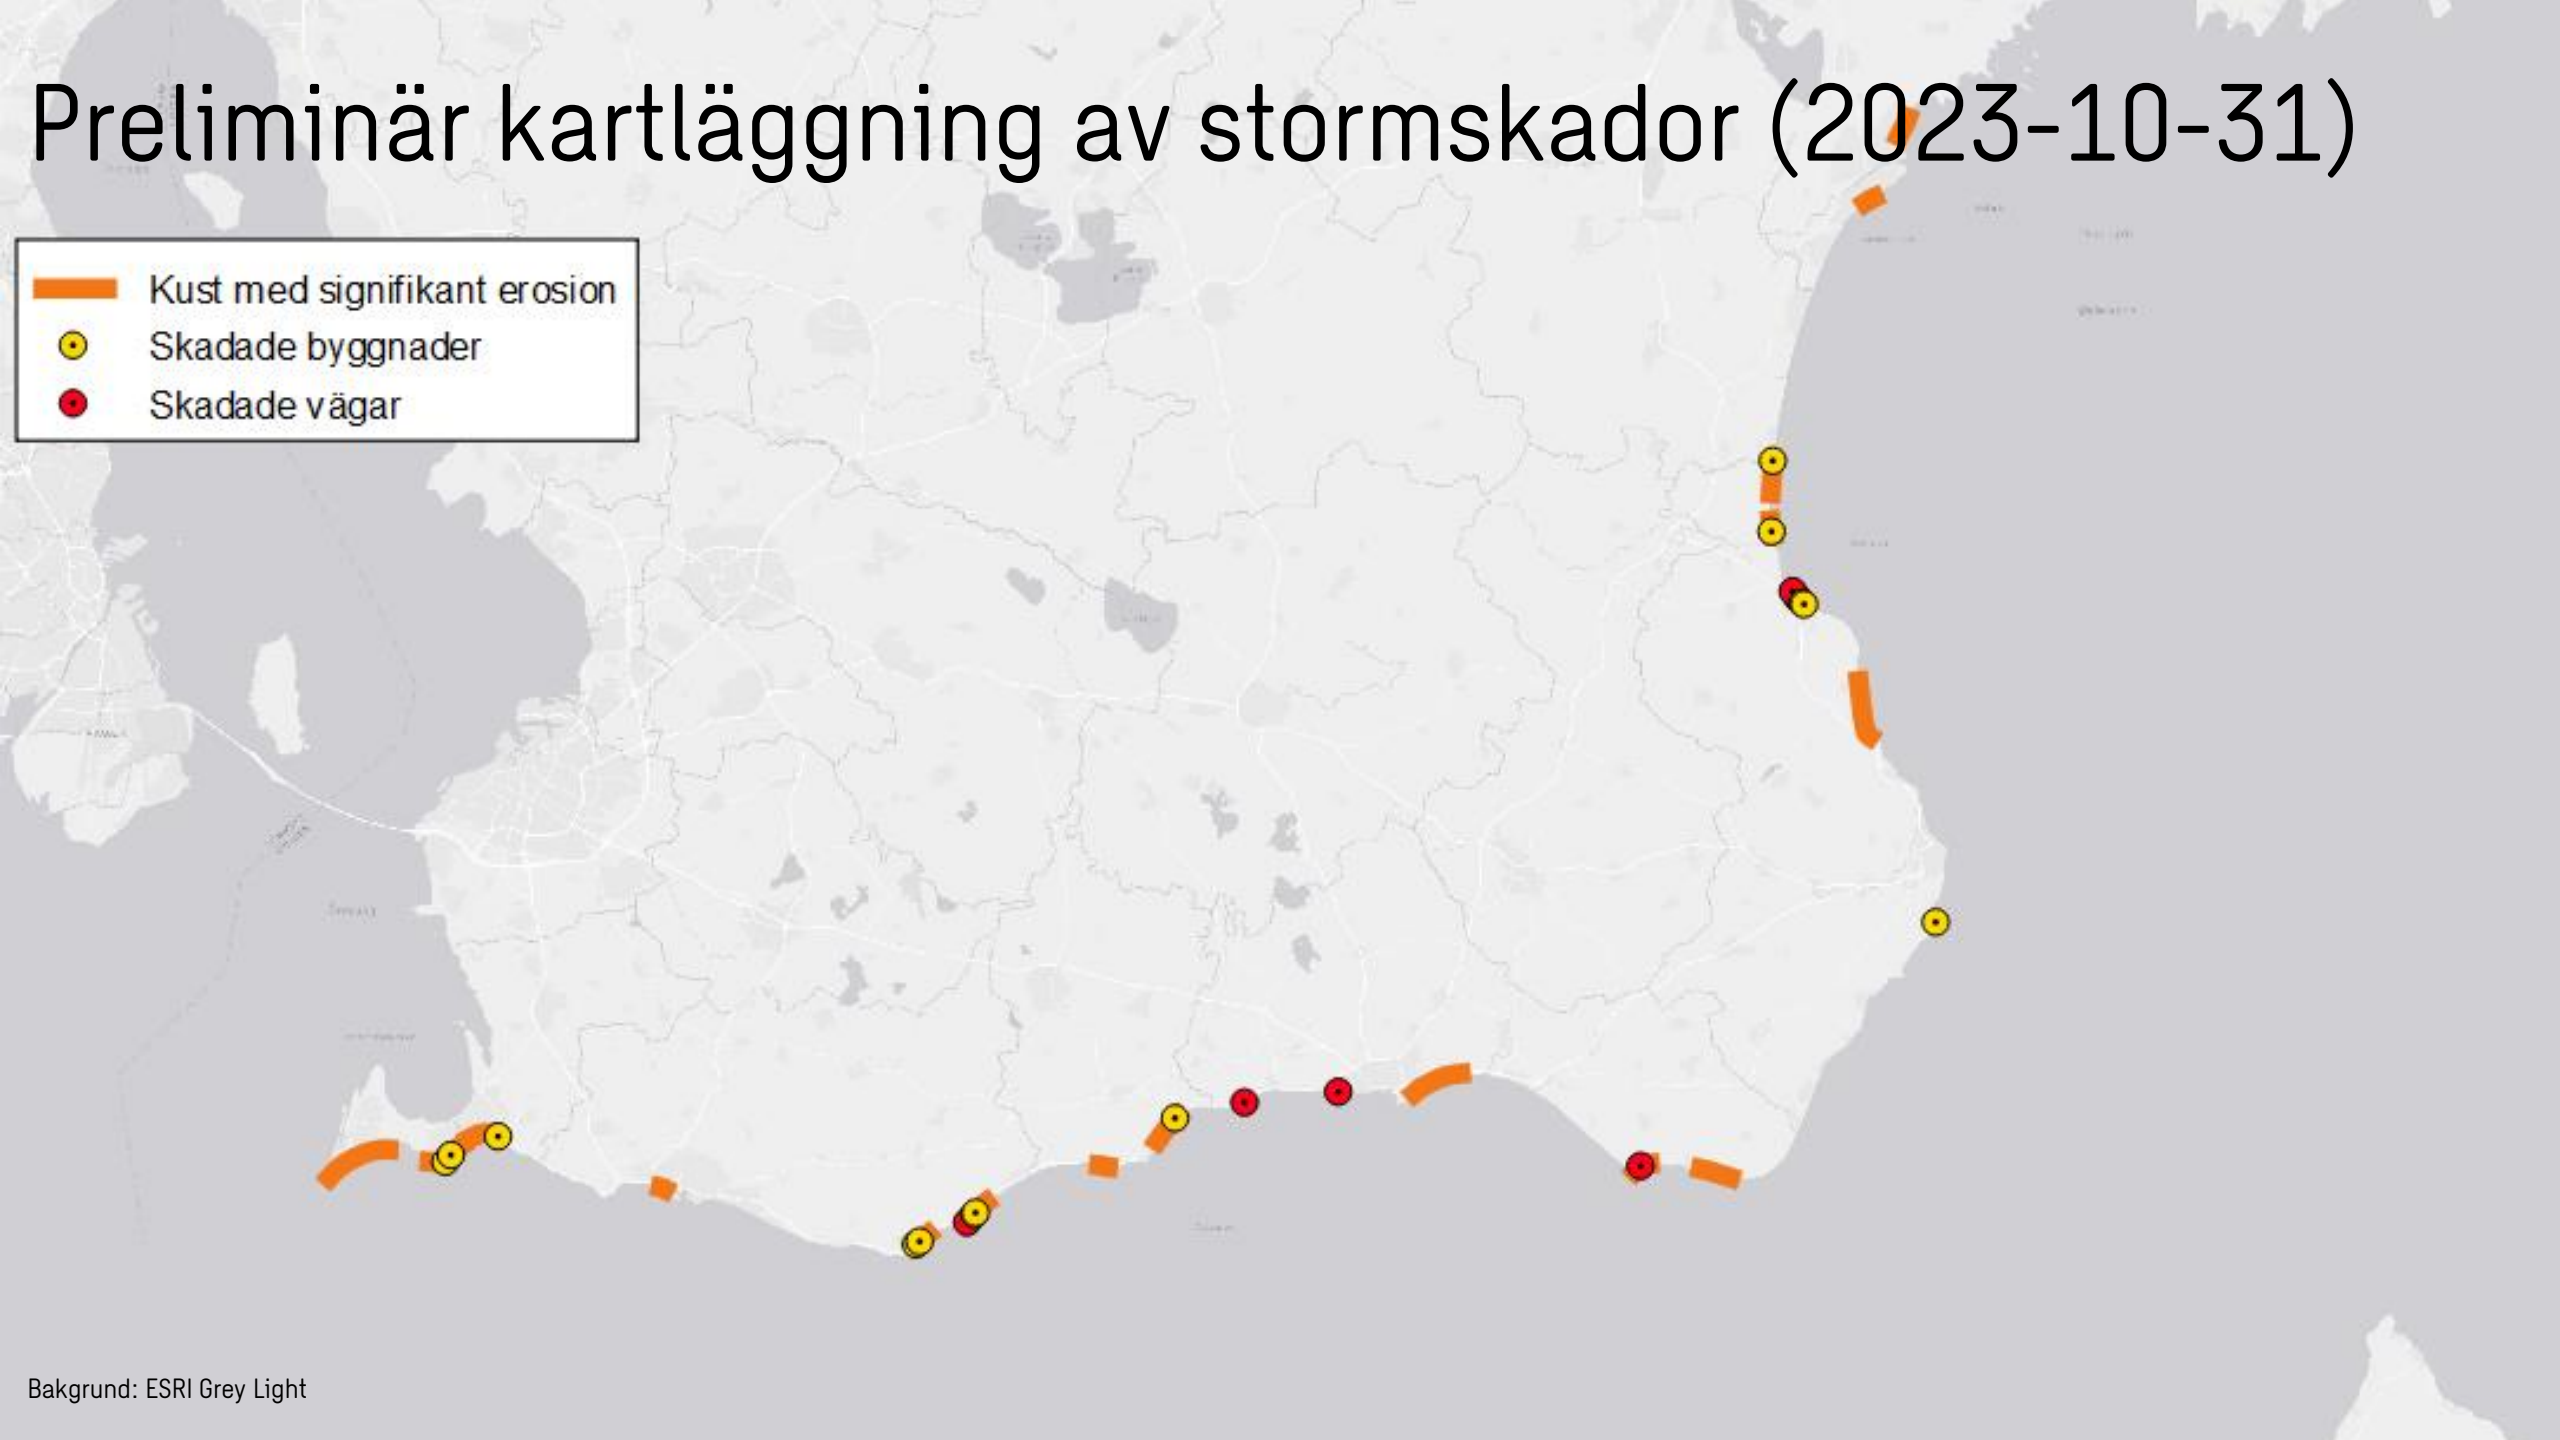 Preliminär kartläggning av stormskador (2023-10-31)
Kust med signifikant erosion
Skadade byggnader
Skadade vägar
Bakgrund: ESRI Grey Light